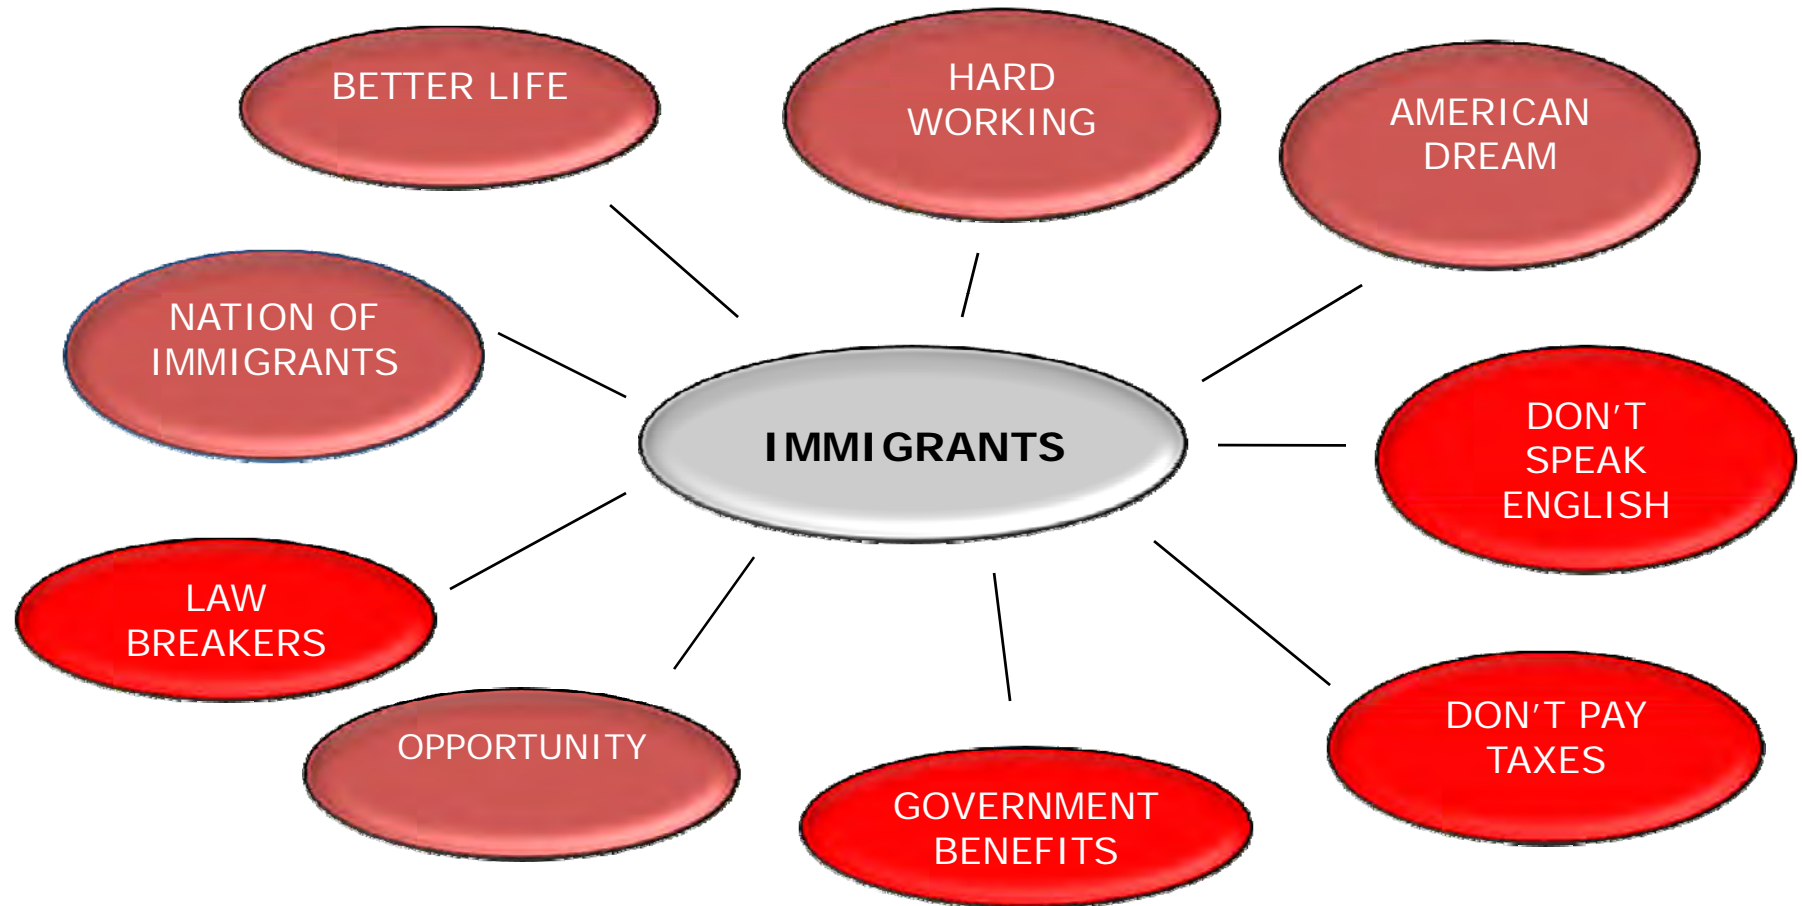 BETTER LIFE
HARD
WORKING
AMERICAN
DREAM
NATION OF
IMMIGRANTS
IMMIGRANTS
DON'T
SPEAK
ENGLISH
LAW
BREAKERS
OPPORTUNITY
GOVERNMENT
BENEFITS
DON'T PAY
TAXES